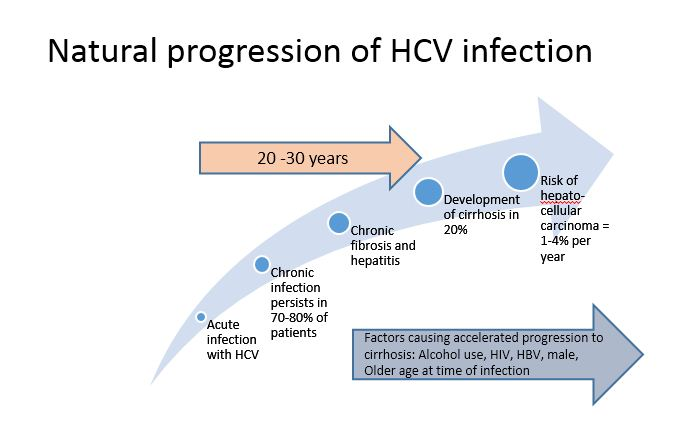 Natural progression of HCV infection
20 -30 years
Acute
infection
with HCV
Chronic
infection
persists in
70-80% of
patients
Chronic
fibrosis and
hepatitis
Development
of cirrhosis in
20%
Risk of
hepato-
cellular
carcinoma =
1-4% per
year
Factors causing accelerated progression to
cirrhosis: Alcohol use, HIV, HBV, male,
Older age at time of infection